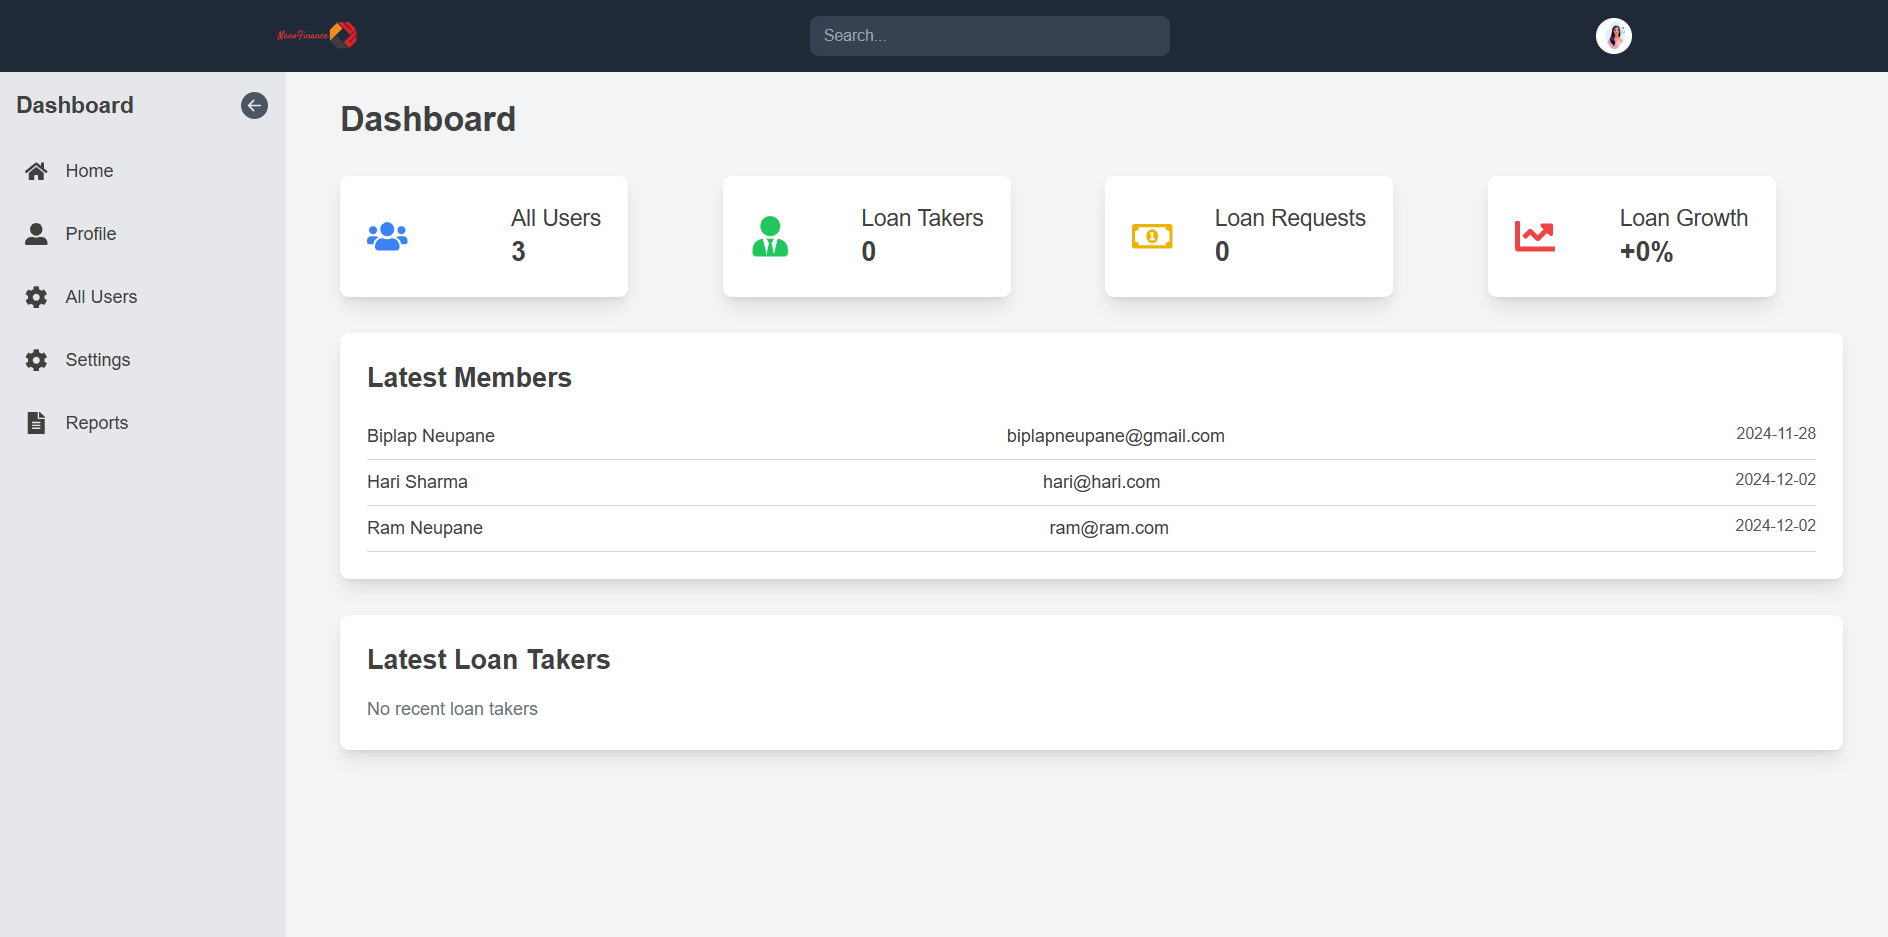 NanoFinance
Search...
Dashboard
Home
Profile
All Users
Settings
Reports
Dashboard
All Users
3
Loan Takers
0
Loan Requests
0
Loan Growth
+0%
Latest Members
Biplap Neupane biplapneupane@gmail.com 2024-11-28
Hari Sharma hari@hari.com 2024-12-02
Ram Neupane ram@ram.com 2024-12-02
Latest Loan Takers
No recent loan takers